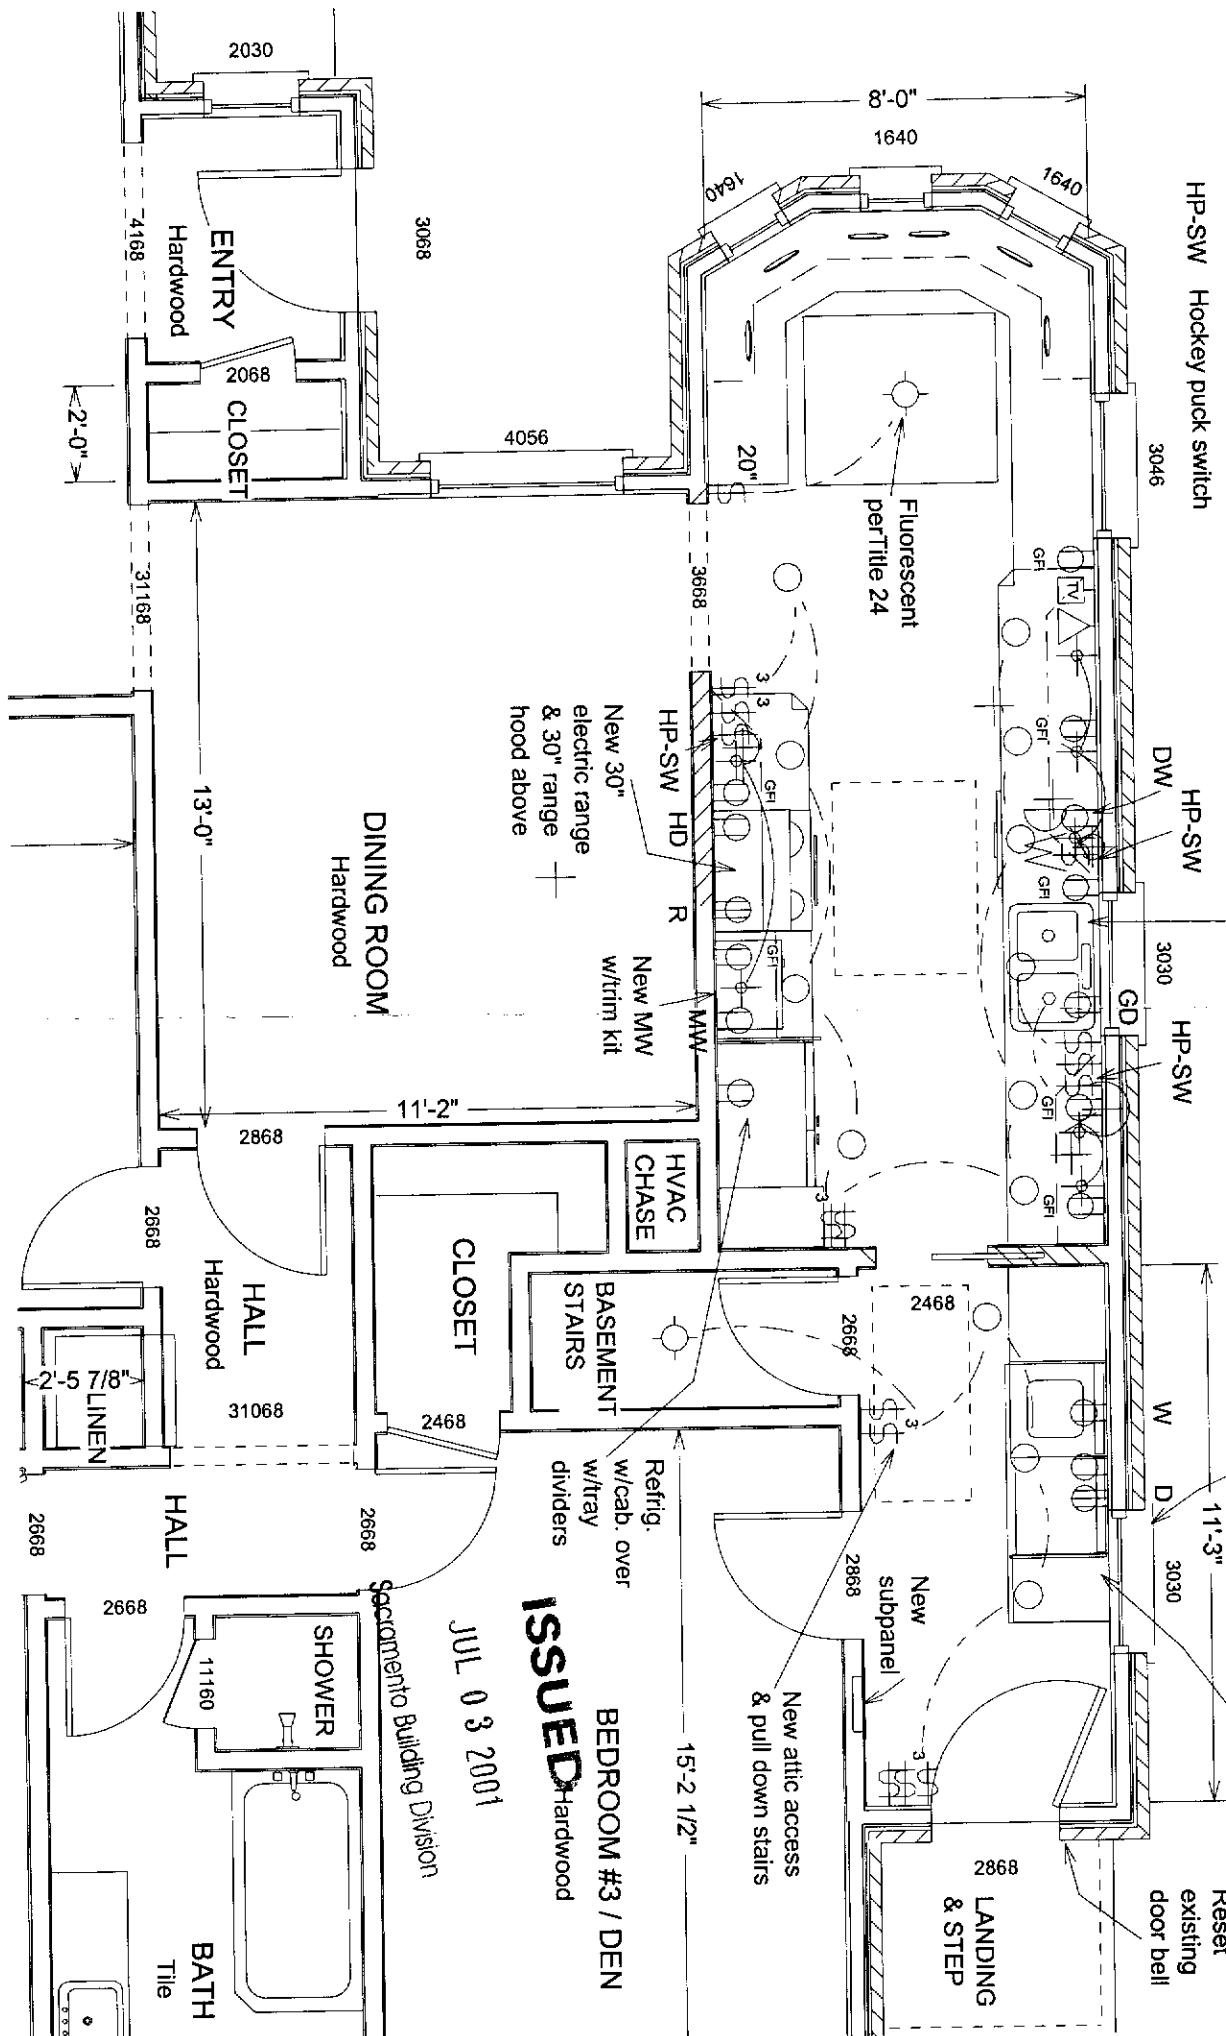 2030
8'-0"
1640
1640
1640
HP-SW Hockey puck switch
3068
4168
ENTRY
Hardwood
2068
CLOSET
2'-0"
4056
20"
3046
Fluorescent
perTitle 24
31168
3668
GFI
TV
GFI
DW
HP-SW
GFI
3
3
HP-SW
HD
R
MW
GFI
GFI
New 30"
electric range
& 30" range
hood above
New MW
w/trim kit
13'-0"
DINING ROOM
Hardwood
3030
GD
HP-SW
GFI
GFI
11'-2"
2868
HVAC
CHASE
3
2668
HALL
Hardwood
CLOSET
BASEMENT
STAIRS
2668
2468
2'-5 7/8"
LINEN
31068
2468
3
W
D
11'-3"
Refrig.
w/cab. over
w/tray
dividers
HALL
2668
2668
2868
3030
New
subpanel
2668
11160
SHOWER
Sacramento Building Division
JUL 03 2001
ISSUED
BEDROOM #3 / DEN
Hardwood
15'-2 1/2"
New attic access
& pull down stairs
3
2868
LANDING
& STEP
Reset
existing
door bell
BATH
Tile